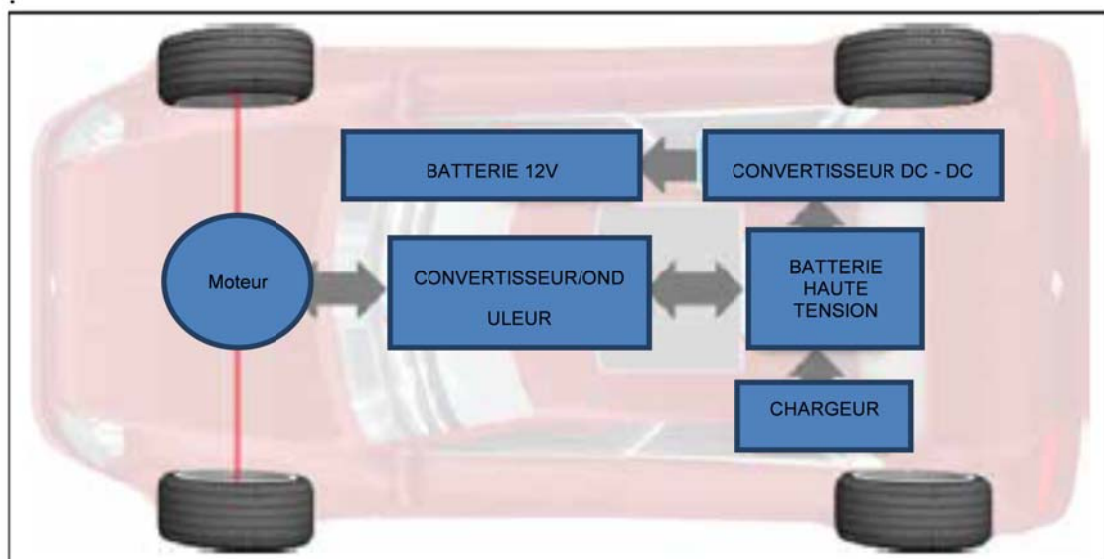 BATTERIE 12V
CONVERTISSEUR DC - DC
Moteur
CONVERTISSEUR/OND
ULEUR
BATTERIE
HAUTE
TENSION
CHARGEUR